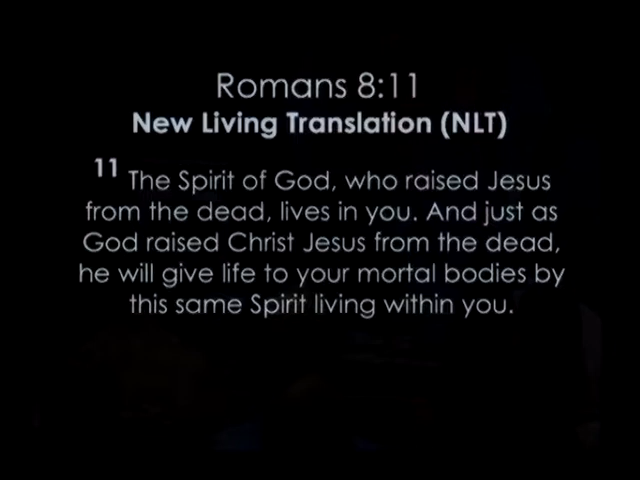 Romans 8:11
New Living Translation (NLT)
11 The Spirit of God, who raised Jesus
from the dead, lives in you. And just as
God raised Christ Jesus from the dead,
he will give life to your mortal bodies by
this same Spirit living within you.